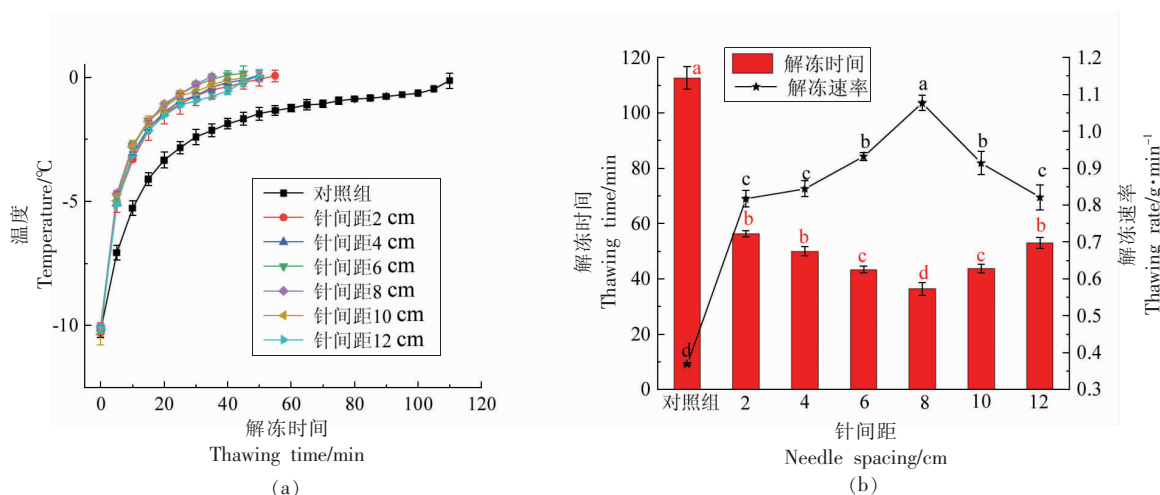 0
-5
-10
温度
Temperature/℃
0
20
40
60
80
100
120
解冻时间
Thawing time/min
对照组
针间距2 cm
针间距4 cm
针间距6 cm
针间距8 cm
针间距10 cm
针间距12 cm
(a)
120
100
80
60
40
20
0
解冻时间
Thawing time/min
解冻时间
解冻速率
a
b
b
c
d
c
b
d
c
c
b
a
b
c
1.2
1.1
1.0
0.9
0.8
0.7
0.6
0.5
0.4
0.3
解冻速率
Thawing rate/g·min⁻¹
对照组
2
4
6
8
10
12
针间距
Needle spacing/cm
(b)